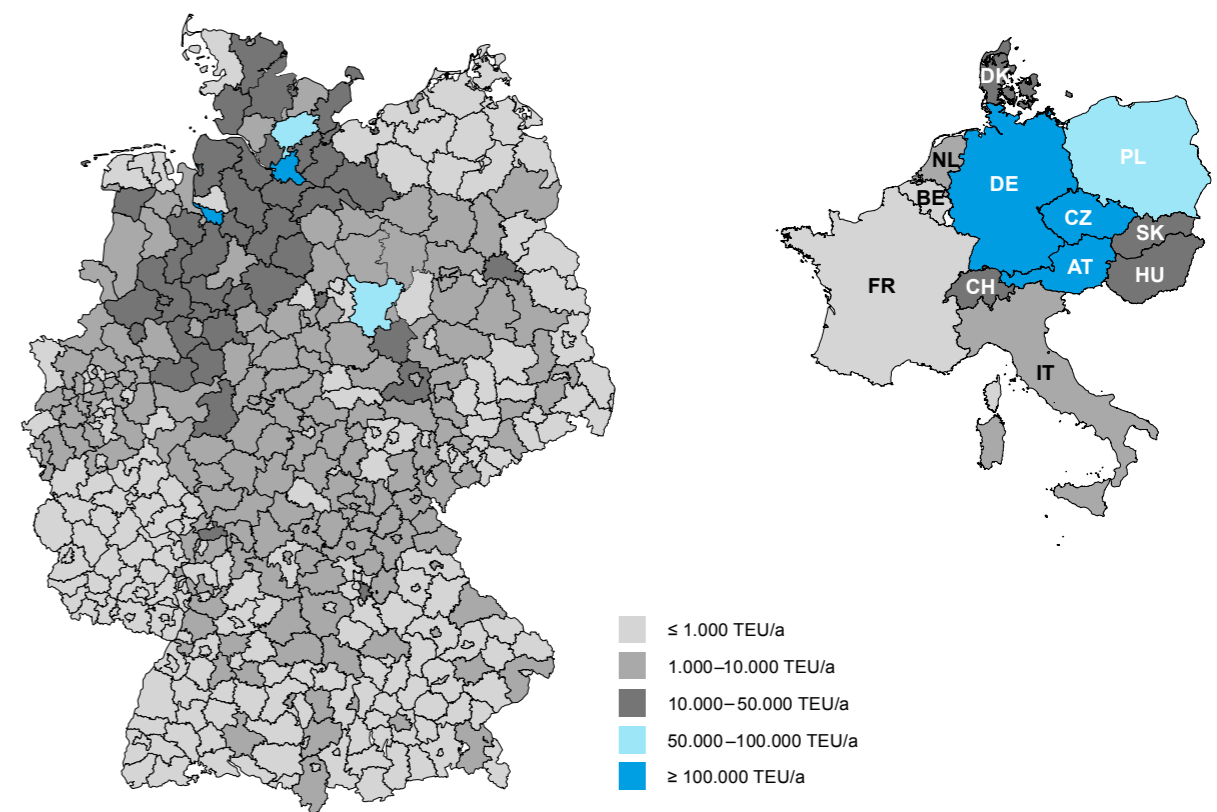 DK
NL
PL
BE
DE
CZ
SK
AT
HU
FR
CH
IT
≤ 1.000 TEU/a
1.000–10.000 TEU/a
10.000–50.000 TEU/a
50.000–100.000 TEU/a
≥ 100.000 TEU/a